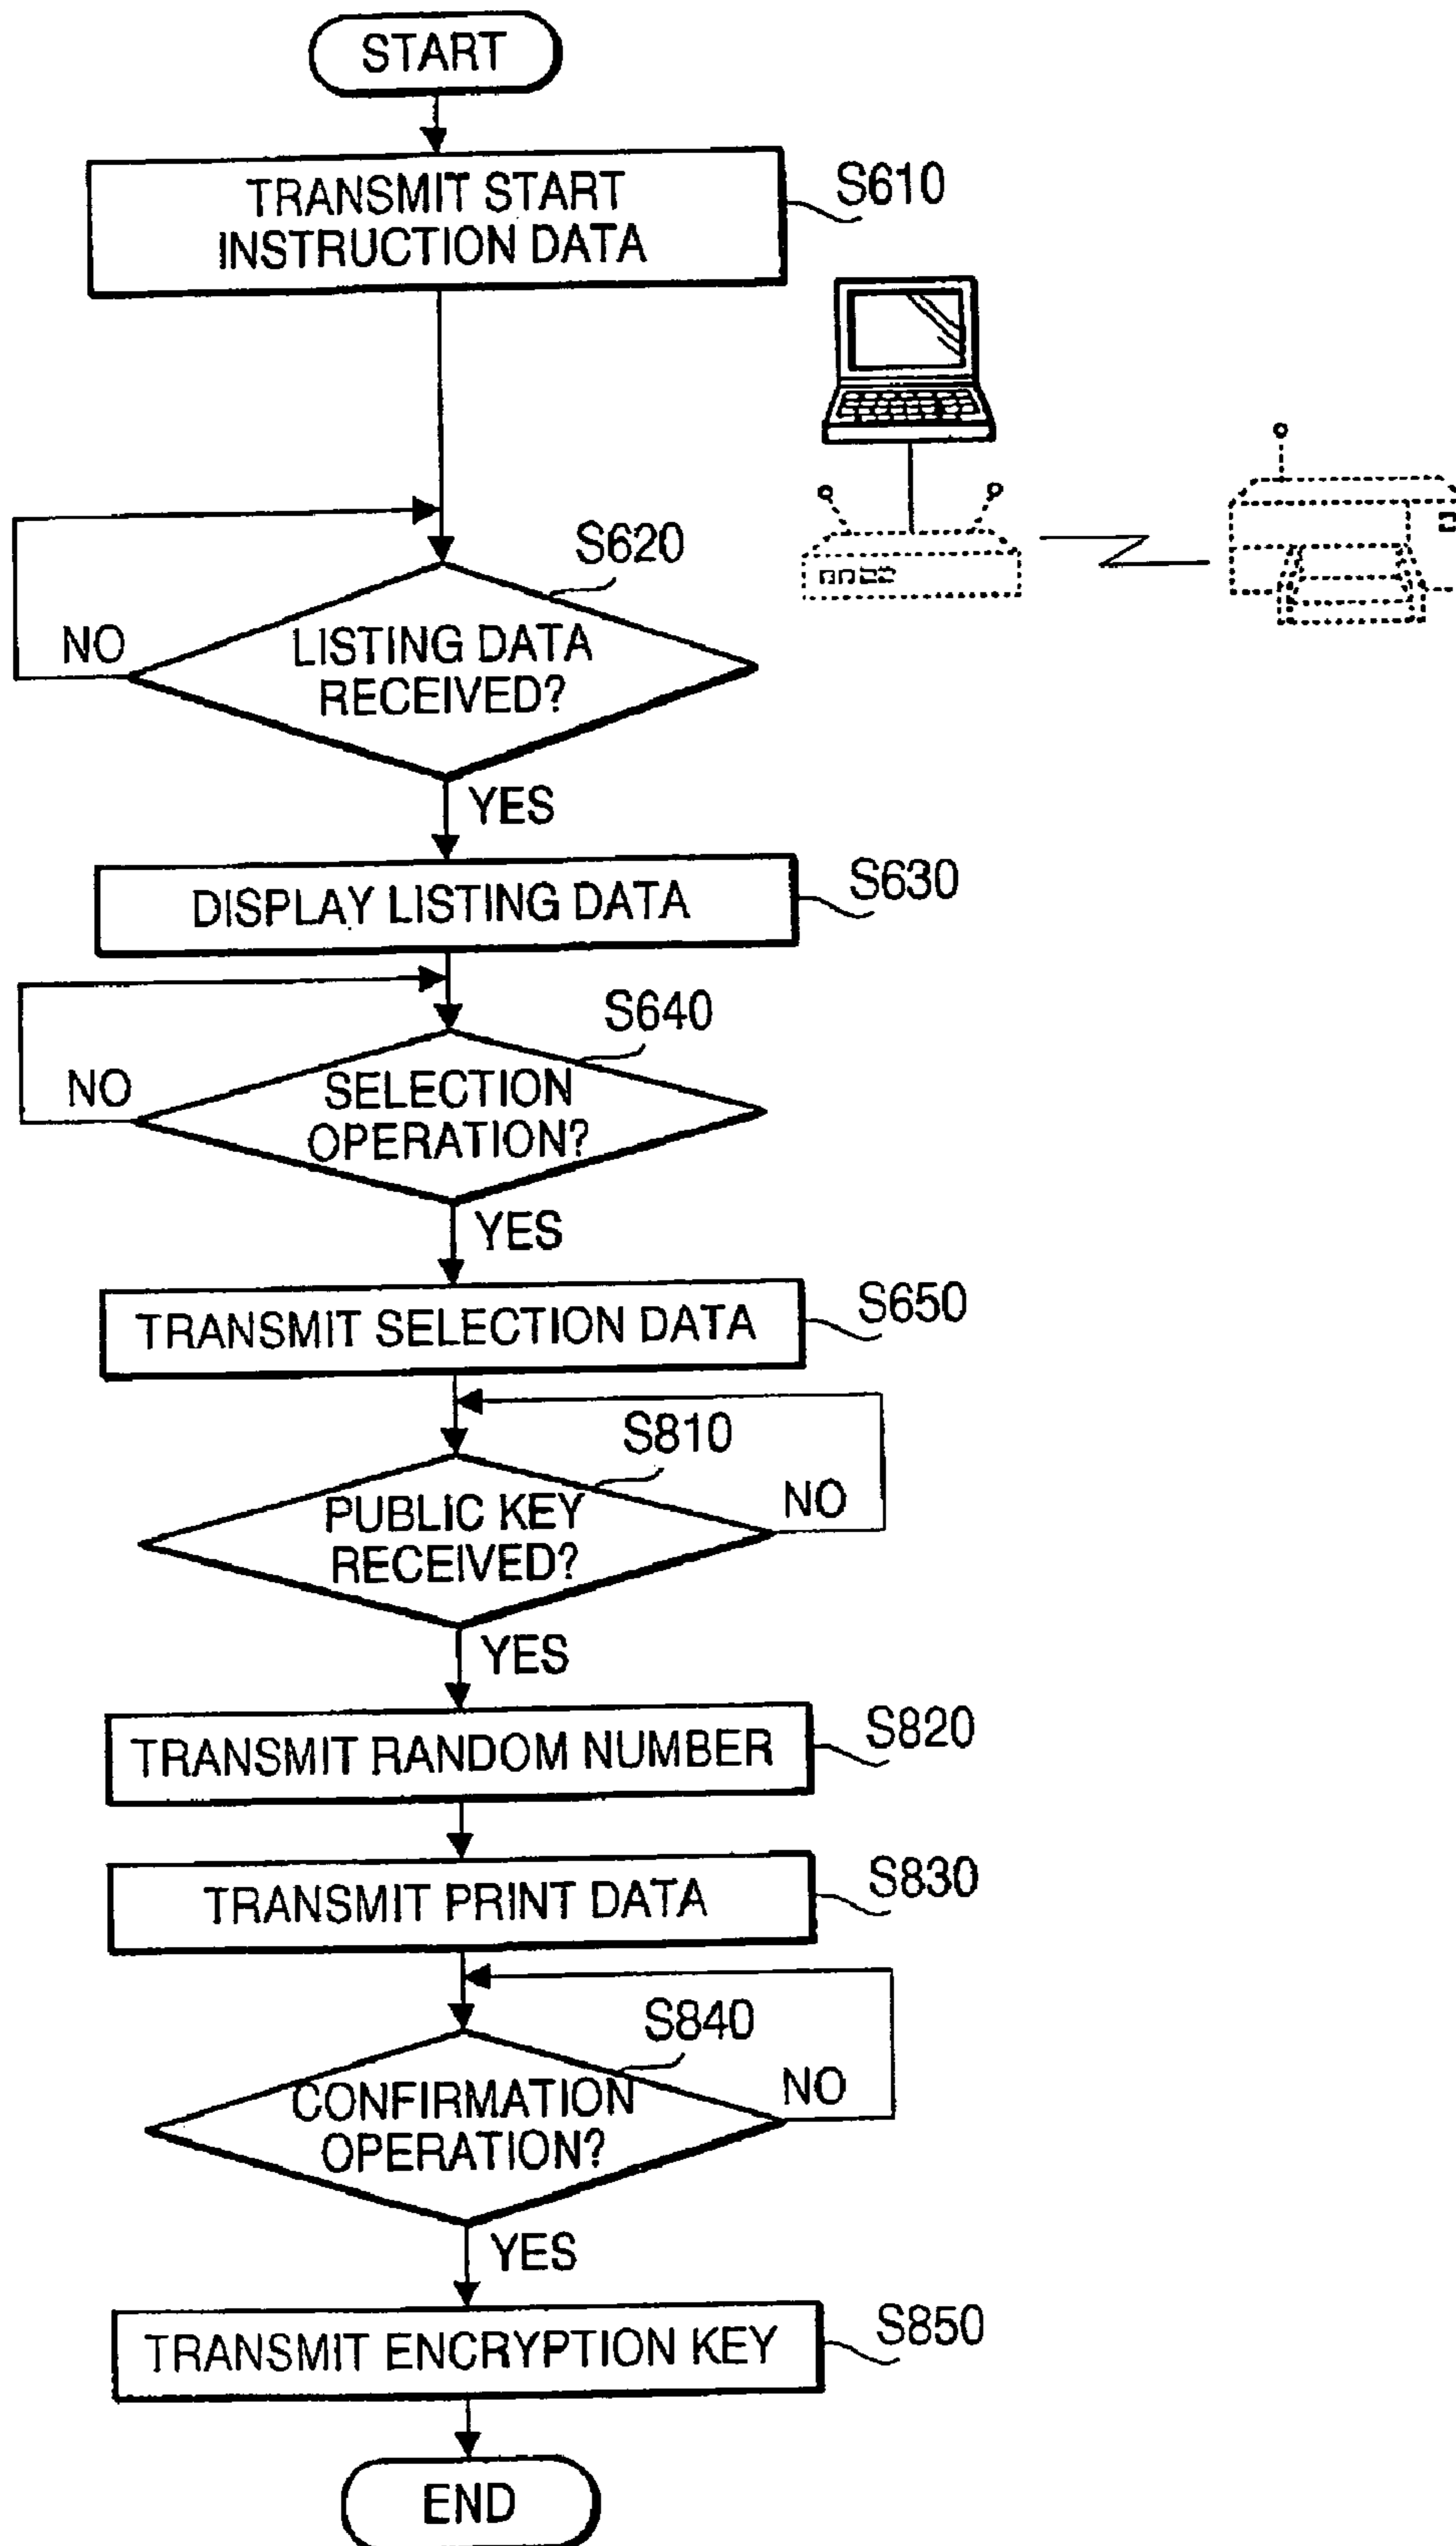 START
TRANSMIT START
INSTRUCTION DATA
S610
S620
LISTING DATA
RECEIVED?
NO
YES
DISPLAY LISTING DATA
S630
S640
SELECTION
OPERATION?
NO
YES
TRANSMIT SELECTION DATA
S650
S810
PUBLIC KEY
RECEIVED?
NO
YES
TRANSMIT RANDOM NUMBER
S820
TRANSMIT PRINT DATA
S830
S840
CONFIRMATION
OPERATION?
NO
YES
TRANSMIT ENCRYPTION KEY
S850
END